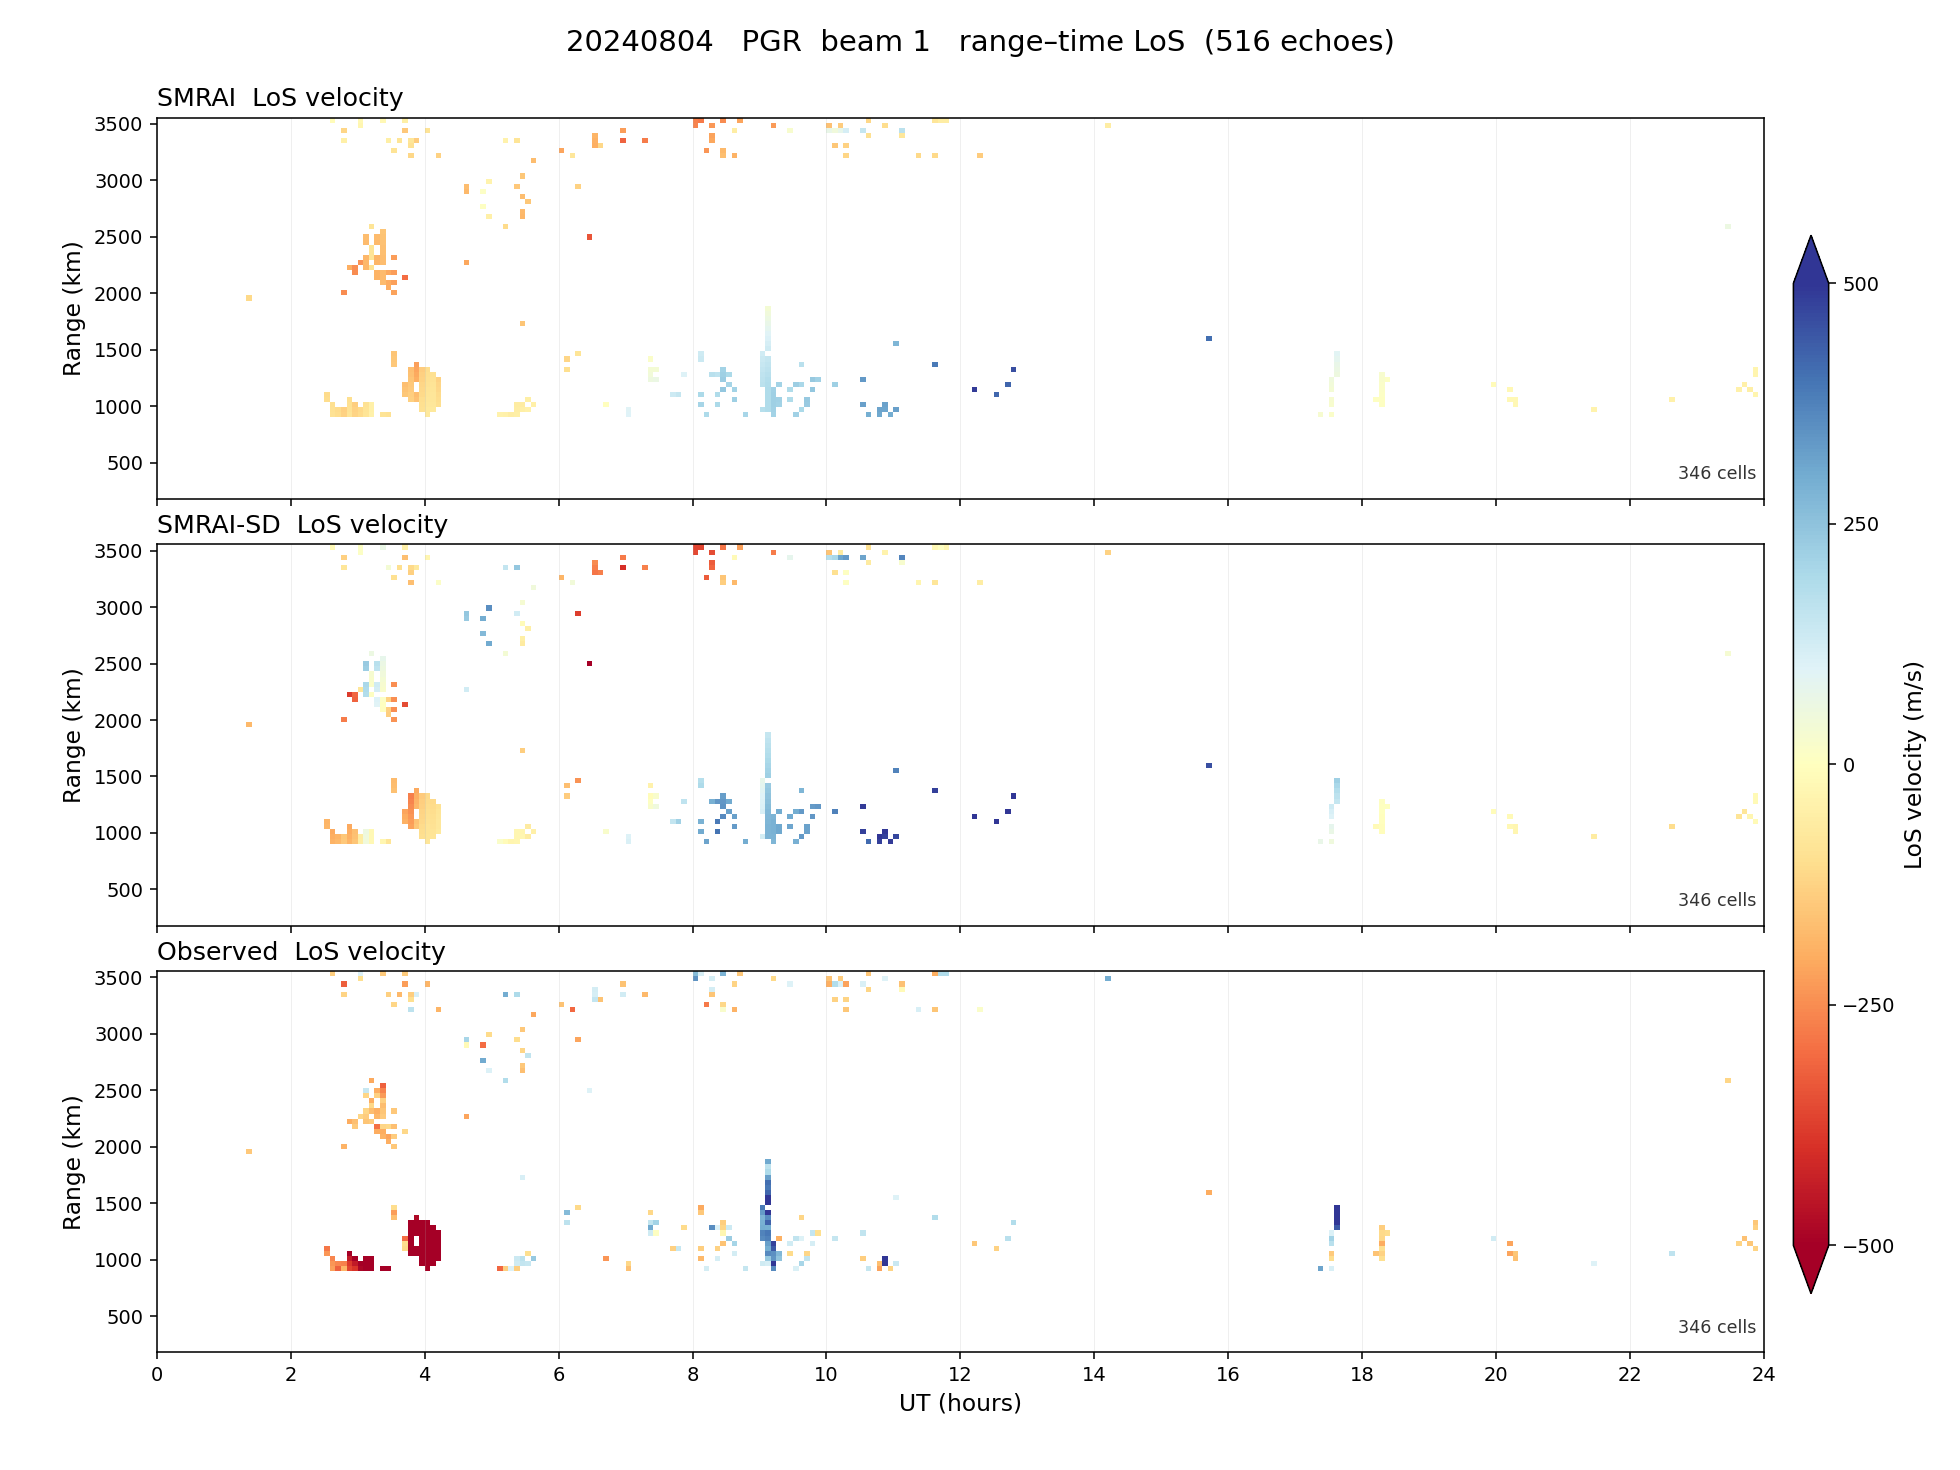 20240804   PGR  beam 1   range–time LoS  (516 echoes)
SMRAI  LoS velocity
3500
3000
2500
2000
1500
1000
500
Range (km)
346 cells
SMRAI-SD  LoS velocity
3500
3000
2500
2000
1500
1000
500
Range (km)
346 cells
Observed  LoS velocity
3500
3000
2500
2000
1500
1000
500
Range (km)
346 cells
0 2 4 6 8 10 12 14 16 18 20 22 24
UT (hours)
500
250
0
−250
−500
LoS velocity (m/s)